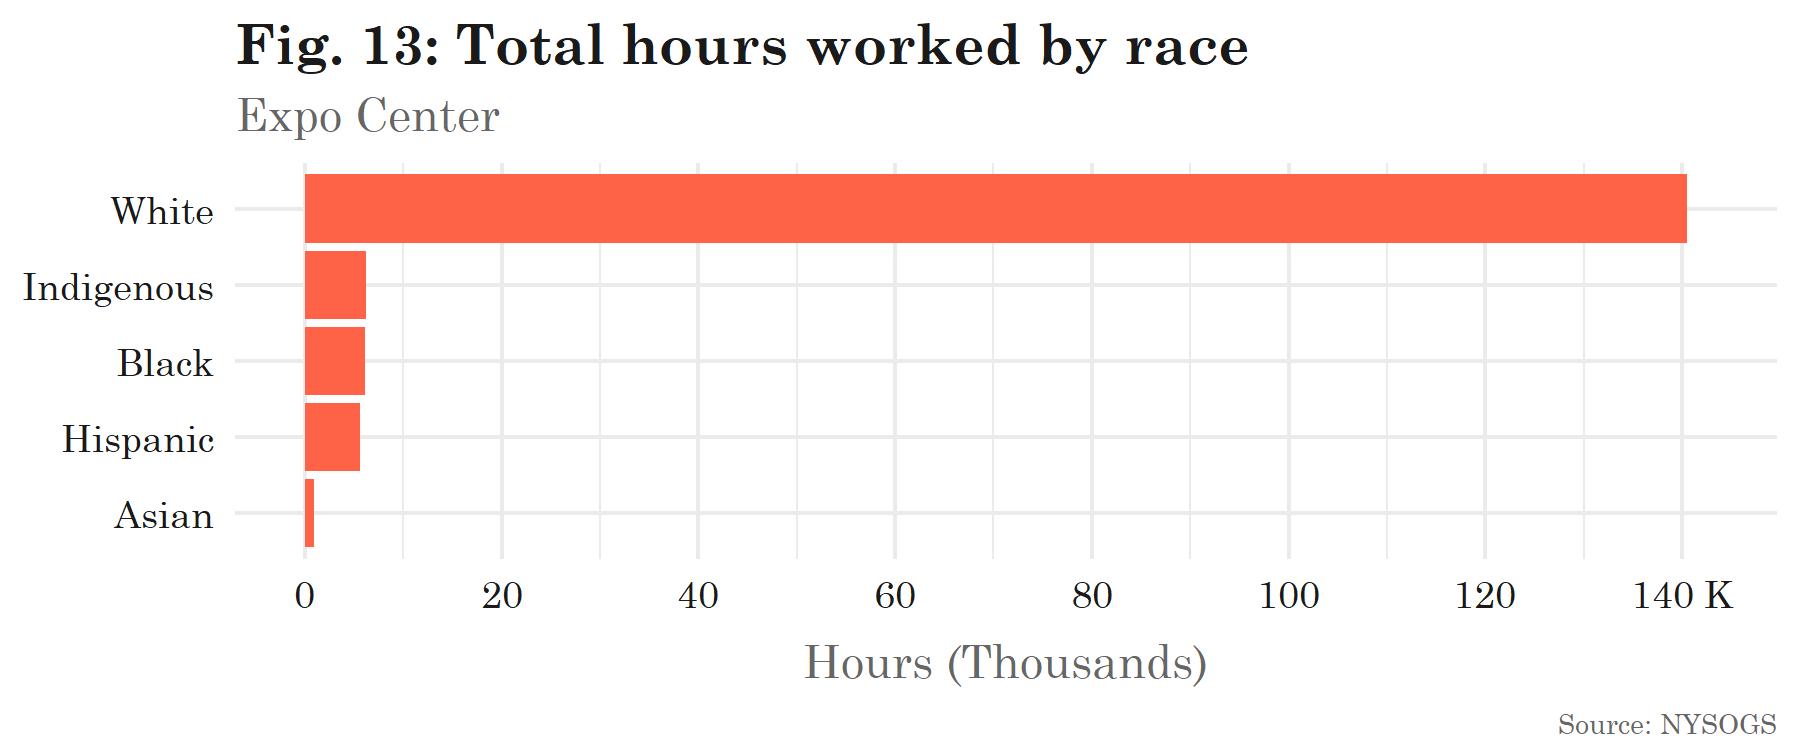 Fig. 13: Total hours worked by race
Expo Center
White
Indigenous
Black
Hispanic
Asian
0 20 40 60 80 100 120 140 K
Hours (Thousands)
Source: NYSOGS